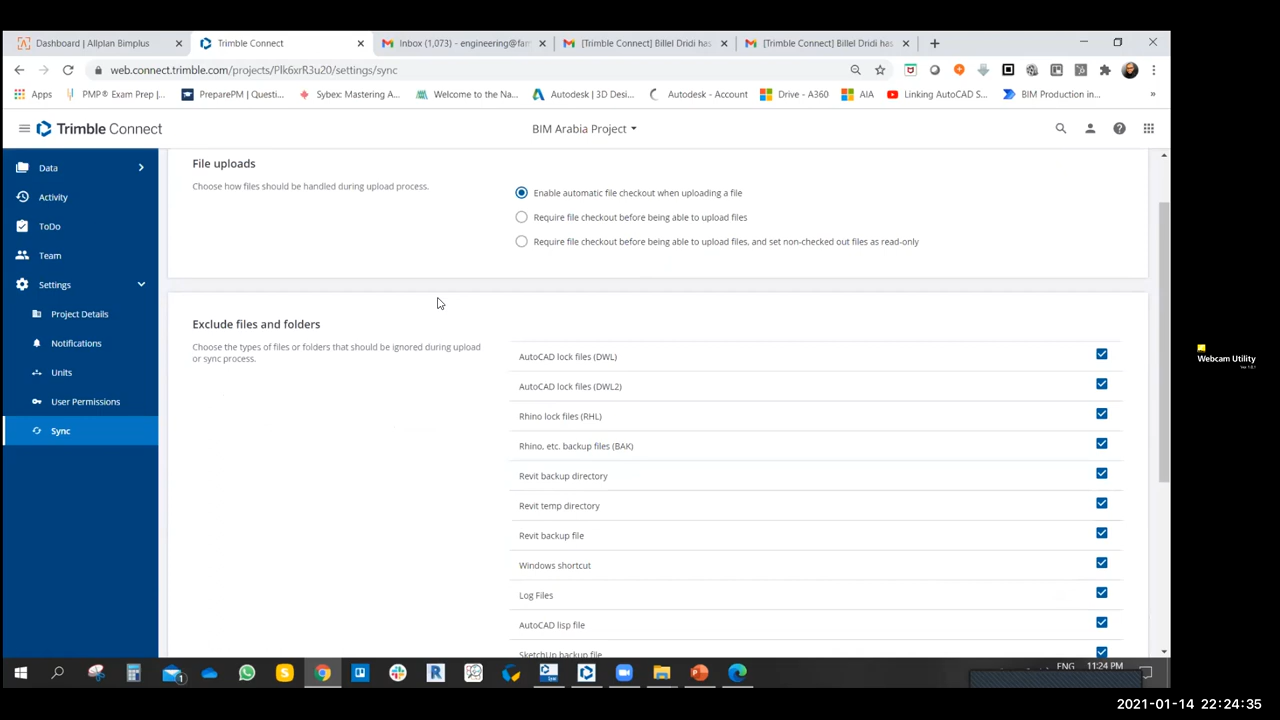 Dashboard | Allplan Bimplus
Trimble Connect
Inbox (1,073) - engineering@fam
[Trimble Connect] Billel Dridi has
[Trimble Connect] Billel Dridi has
web.connect.trimble.com/projects/PIk6xrR3u20/settings/sync
Apps
PMP® Exam Prep |...
PreparePM | Questi...
Sybex: Mastering A...
Welcome to the Na...
Autodesk | 3D Desi...
Autodesk - Account
Drive - A360
AIA
Linking AutoCAD S...
BIM Production in...
»
Trimble Connect
BIM Arabia Project
Data
Activity
ToDo
Team
Settings
Project Details
Notifications
Units
User Permissions
Sync
File uploads
Choose how files should be handled during upload process.
Enable automatic file checkout when uploading a file
Require file checkout before being able to upload files
Require file checkout before being able to upload files, and set non-checked out files as read-only
Exclude files and folders
Choose the types of files or folders that should be ignored during upload
or sync process.
AutoCAD lock files (DWL)
AutoCAD lock files (DWL2)
Rhino lock files (RHL)
Rhino, etc. backup files (BAK)
Revit backup directory
Revit temp directory
Revit backup file
Windows shortcut
Log Files
AutoCAD lisp file
SketchUp backup file
Webcam Utility
ENG
11:24 PM
2021-01-14 22:24:35